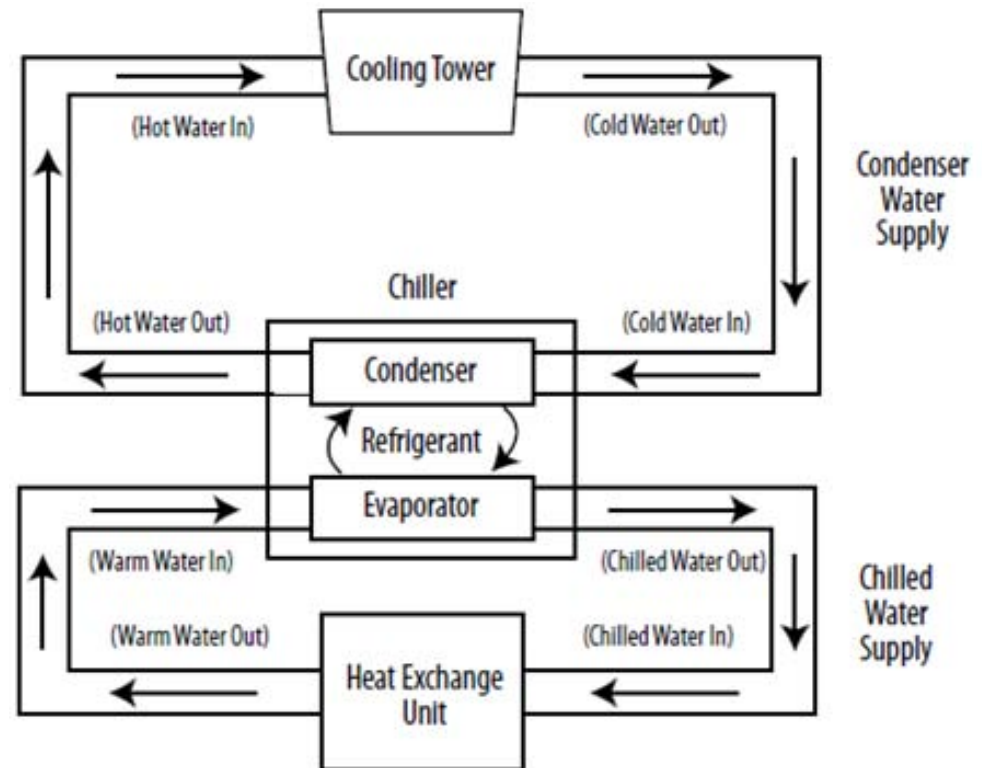 Cooling Tower
(Hot Water In)
(Cold Water Out)
Condenser
Water
Supply
Chiller
(Hot Water Out)
(Cold Water In)
Condenser
Refrigerant
Evaporator
(Warm Water In)
(Chilled Water Out)
Chilled
Water
Supply
(Warm Water Out)
(Chilled Water In)
Heat Exchange
Unit